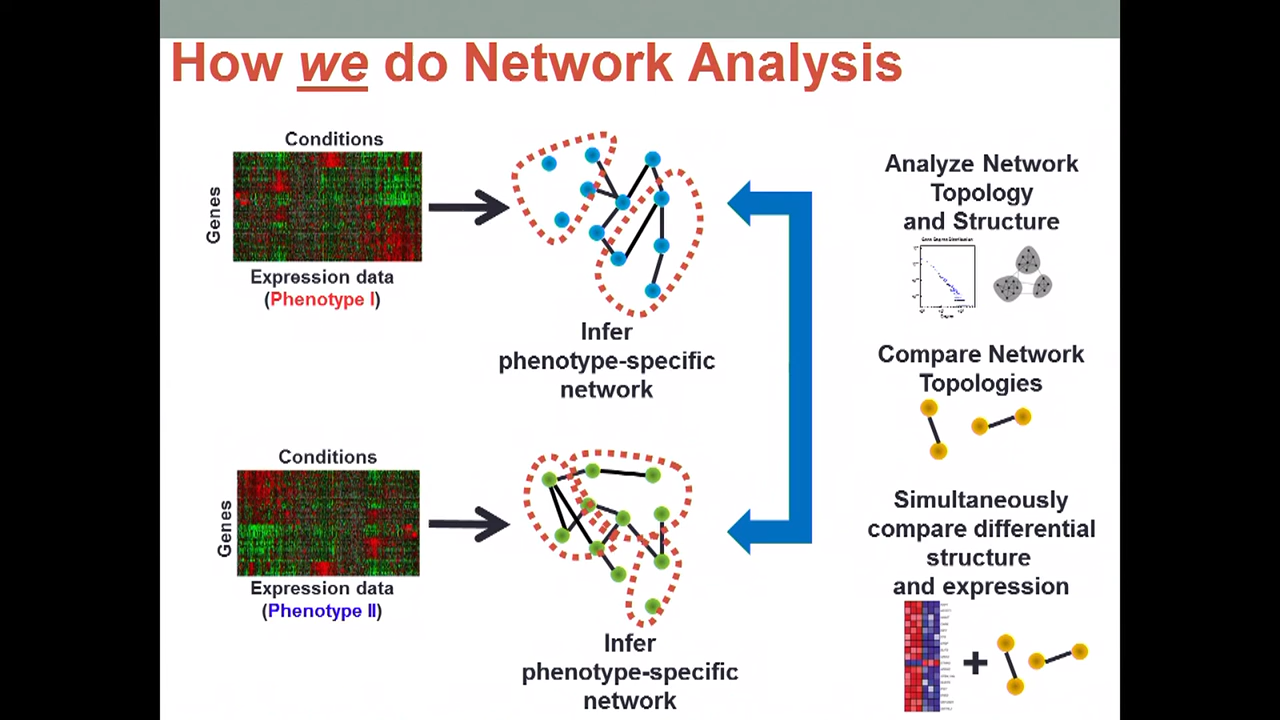 How we do Network Analysis
Conditions
Genes
Expression data
(Phenotype I)
Infer
phenotype-specific
network
Conditions
Genes
Expression data
(Phenotype II)
Infer
phenotype-specific
network
Analyze Network
Topology
and Structure
Degree
Compare Network
Topologies
Simultaneously
compare differential
structure
and expression
+